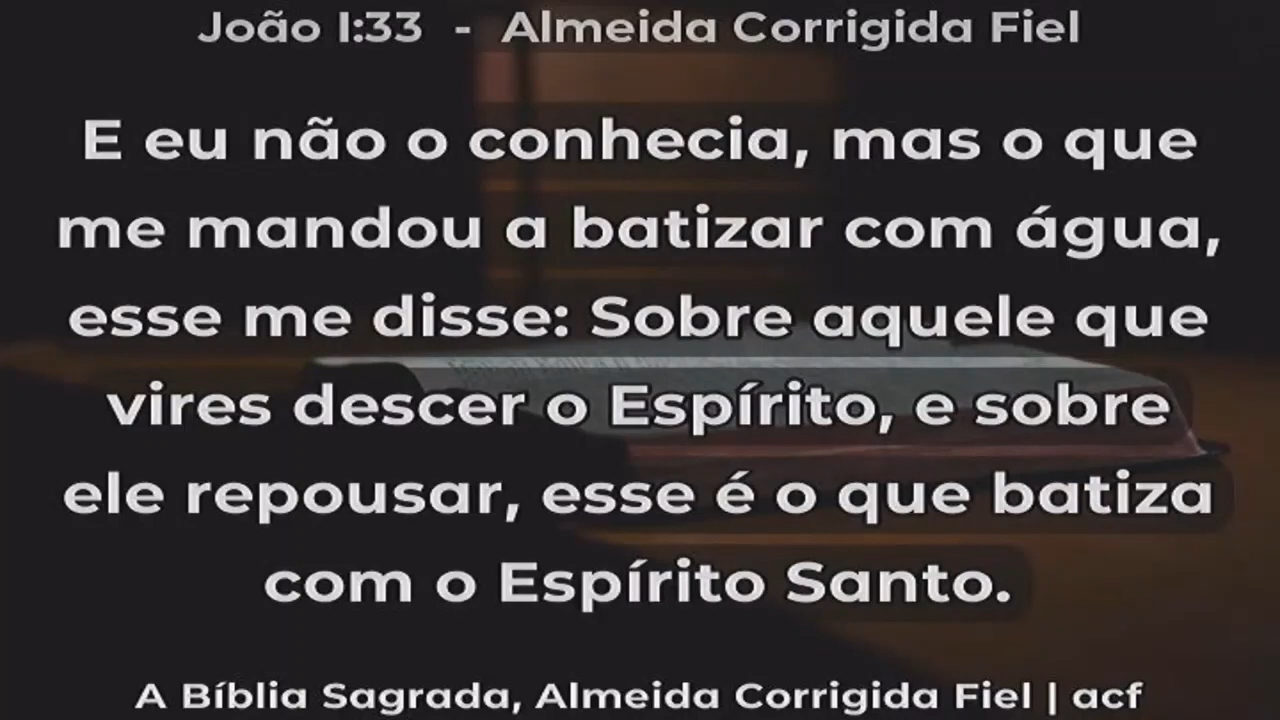 João I:33 - Almeida Corrigida Fiel
E eu não o conhecia, mas o que
me mandou a batizar com água,
esse me disse: Sobre aquele que
vires descer o Espírito, e sobre
ele repousar, esse é o que batiza
com o Espírito Santo.
A Bíblia Sagrada, Almeida Corrigida Fiel | acf